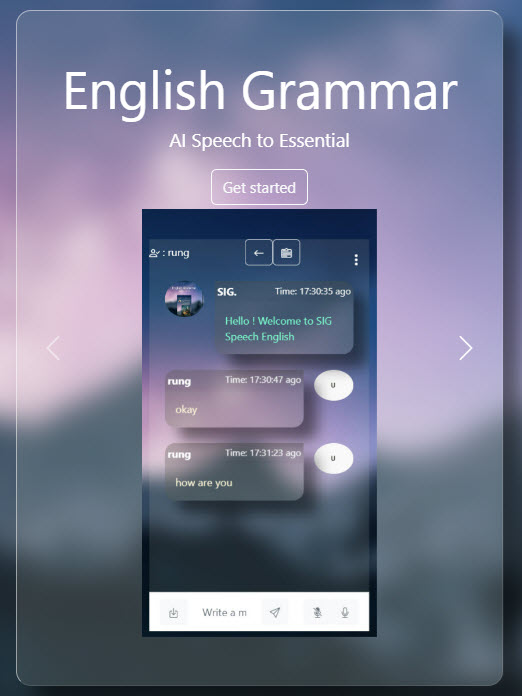 English Grammar
AI Speech to Essential
Get started
: rung
SIG.
Time: 17:30:35 ago
Hello ! Welcome to SIG
Speech English
rung
Time: 17:30:47 ago
U
okay
rung
Time: 17:31:23 ago
U
how are you
Write a m